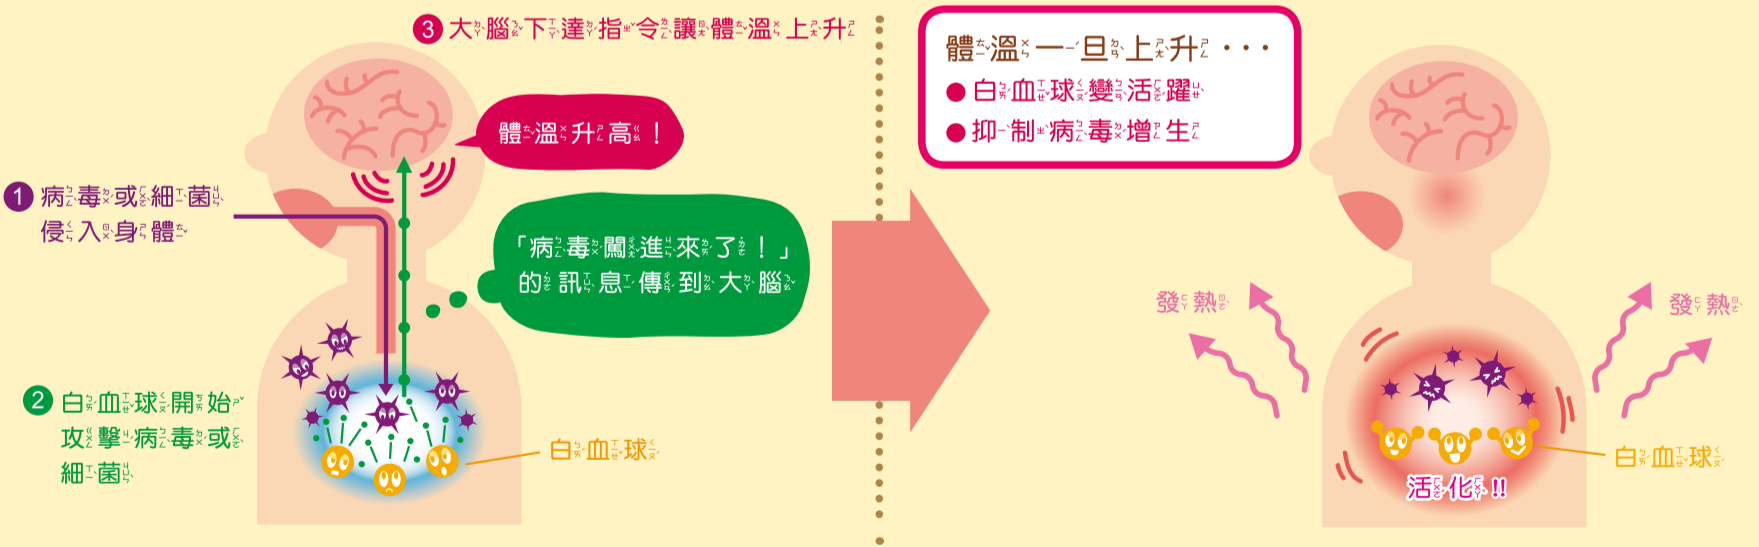 ③大腦下達指令讓體溫上升
體溫升高！
①病毒或細菌
侵入身體
「病毒闖進來了！」
的訊息傳到大腦
②白血球開始
攻擊病毒或
細菌
白血球
體溫一旦上升・・・
●白血球變活躍
●抑制病毒增生
發熱
發熱
白血球
活化!!